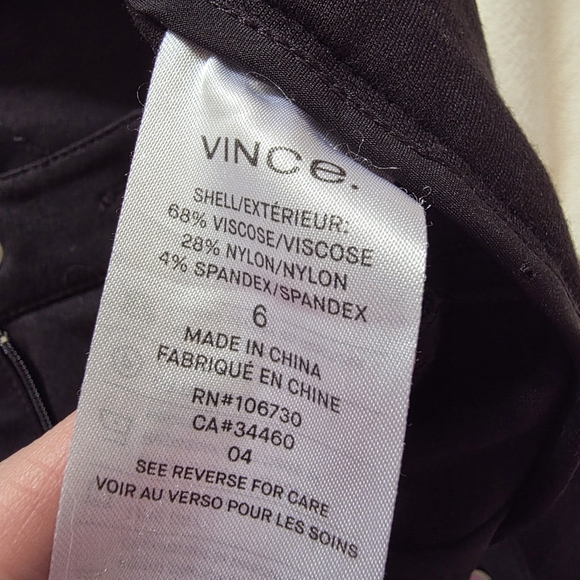 VINCe.
SHELL/EXTÉRIEUR:
68% VISCOSE/VISCOSE
28% NYLON/NYLON
4% SPANDEX/SPANDEX
6
MADE IN CHINA
FABRIQUÉ EN CHINE
RN#106730
CA#34460
04
SEE REVERSE FOR CARE
VOIR AU VERSO POUR LES SOINS